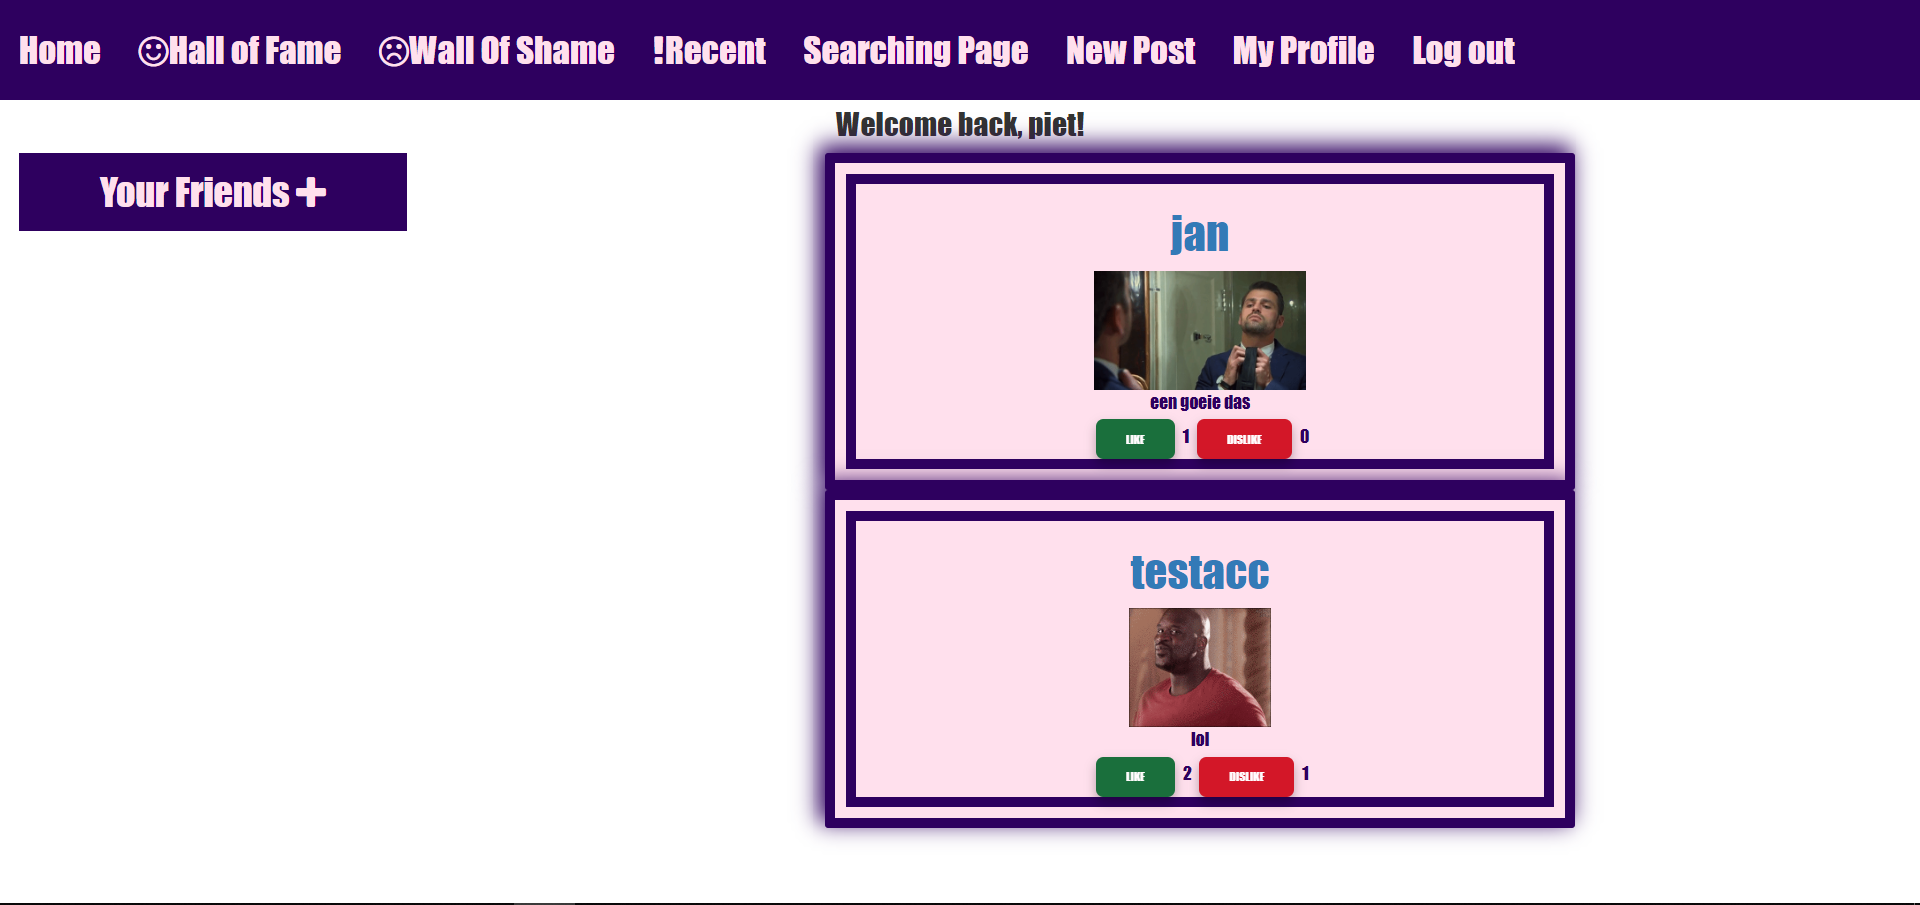 Home Hall of Fame Wall Of Shame !Recent Searching Page New Post My Profile Log out
Welcome back, piet!
Your Friends +
jan
een goeie das
LIKE 1 DISLIKE 0
testacc
lol
LIKE 2 DISLIKE 1